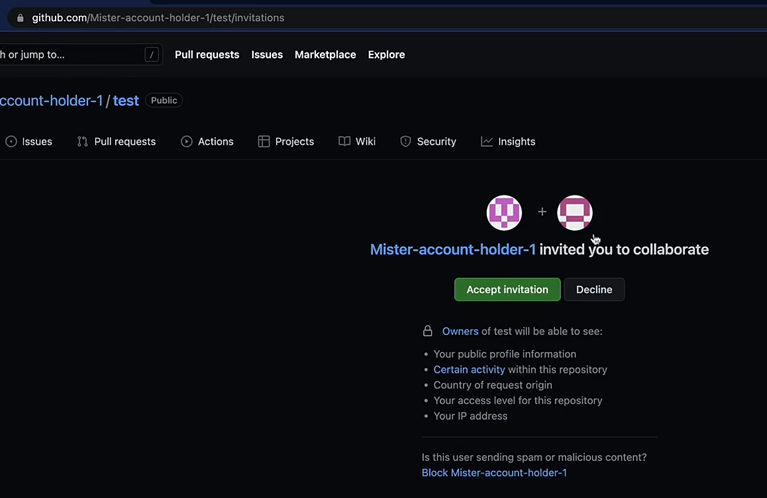 github.com/Mister-account-holder-1/test/invitations
h or jump to... / Pull requests Issues Marketplace Explore
ccount-holder-1 / test Public
Issues Pull requests Actions Projects Wiki Security Insights
+
Mister-account-holder-1 invited you to collaborate
Accept invitation Decline
Owners of test will be able to see:
• Your public profile information
• Certain activity within this repository
• Country of request origin
• Your access level for this repository
• Your IP address
Is this user sending spam or malicious content?
Block Mister-account-holder-1